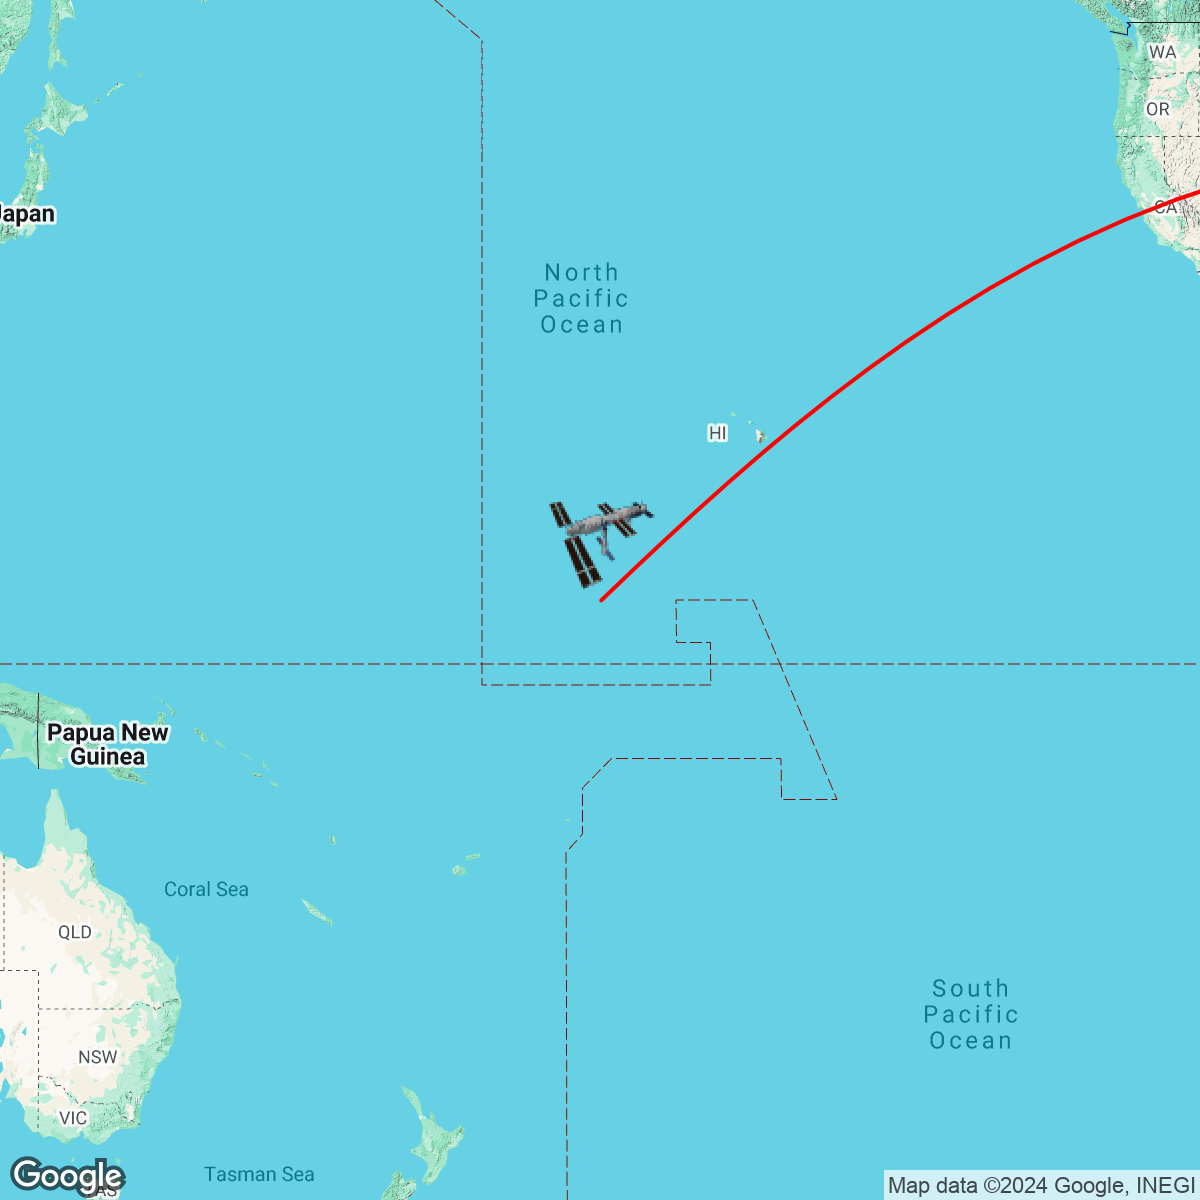 WA
OR
CA
Japan
North
Pacific
Ocean
HI
Papua New
Guinea
Coral Sea
QLD
South
Pacific
Ocean
NSW
VIC
Tasman Sea
Google
AS
Map data ©2024 Google, INEGI